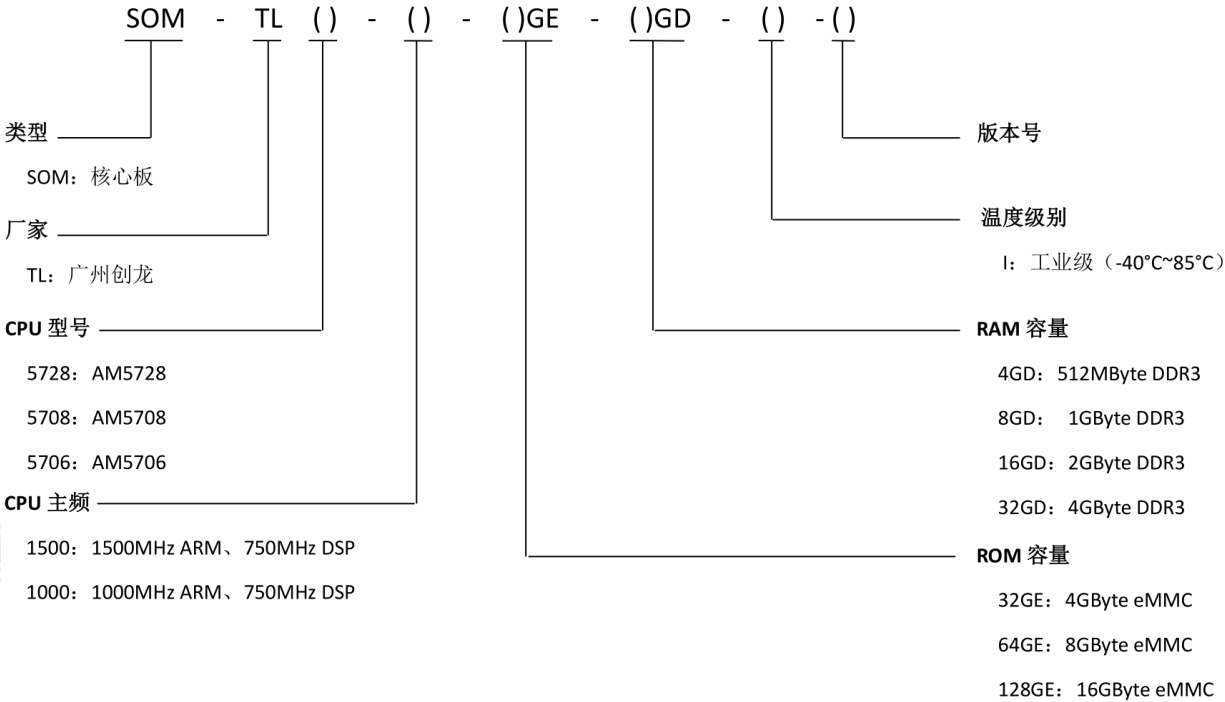 SOM - TL ( ) - ( ) - ( )GE - ( )GD - ( ) - ( )
类型
SOM：核心板
厂家
TL：广州创龙
CPU 型号
5728：AM5728
5708：AM5708
5706：AM5706
CPU 主频
1500：1500MHz ARM、750MHz DSP
1000：1000MHz ARM、750MHz DSP
版本号
温度级别
I：工业级（-40°C~85°C）
RAM 容量
4GD：512MByte DDR3
8GD： 1GByte DDR3
16GD：2GByte DDR3
32GD：4GByte DDR3
ROM 容量
32GE：4GByte eMMC
64GE：8GByte eMMC
128GE：16GByte eMMC